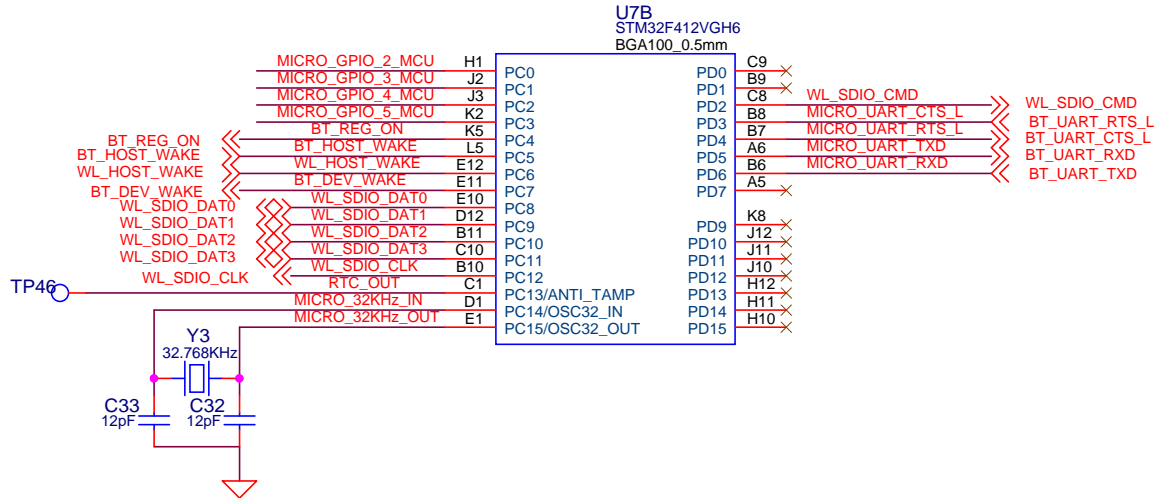 U7B
STM32F412VGH6
BGA100_0.5mm
MICRO_GPIO_2_MCU H1 PC0 PD0 C9
MICRO_GPIO_3_MCU J2 PC1 PD1 B9
MICRO_GPIO_4_MCU J3 PC2 PD2 C8 WL_SDIO_CMD WL_SDIO_CMD
MICRO_GPIO_5_MCU K2 PC3 PD3 B8 MICRO_UART_CTS_L BT_UART_RTS_L
BT_REG_ON BT_REG_ON K5 PC4 PD4 B7 MICRO_UART_RTS_L BT_UART_CTS_L
BT_HOST_WAKE BT_HOST_WAKE L5 PC5 PD5 A6 MICRO_UART_TXD BT_UART_RXD
WL_HOST_WAKE WL_HOST_WAKE E12 PC6 PD6 B6 MICRO_UART_RXD BT_UART_TXD
BT_DEV_WAKE BT_DEV_WAKE E11 PC7 PD7 A5
WL_SDIO_DAT0 WL_SDIO_DAT0 E10 PC8
WL_SDIO_DAT1 WL_SDIO_DAT1 D12 PC9 PD9 K8
WL_SDIO_DAT2 WL_SDIO_DAT2 B11 PC10 PD10 J12
WL_SDIO_DAT3 WL_SDIO_DAT3 C10 PC11 PD11 J11
WL_SDIO_CLK WL_SDIO_CLK B10 PC12 PD12 J10
TP46 RTC_OUT C1 PC13/ANTI_TAMP PD13 H12
MICRO_32KHz_IN D1 PC14/OSC32_IN PD14 H11
MICRO_32KHz_OUT E1 PC15/OSC32_OUT PD15 H10
Y3
32.768KHz
C33 C32
12pF 12pF